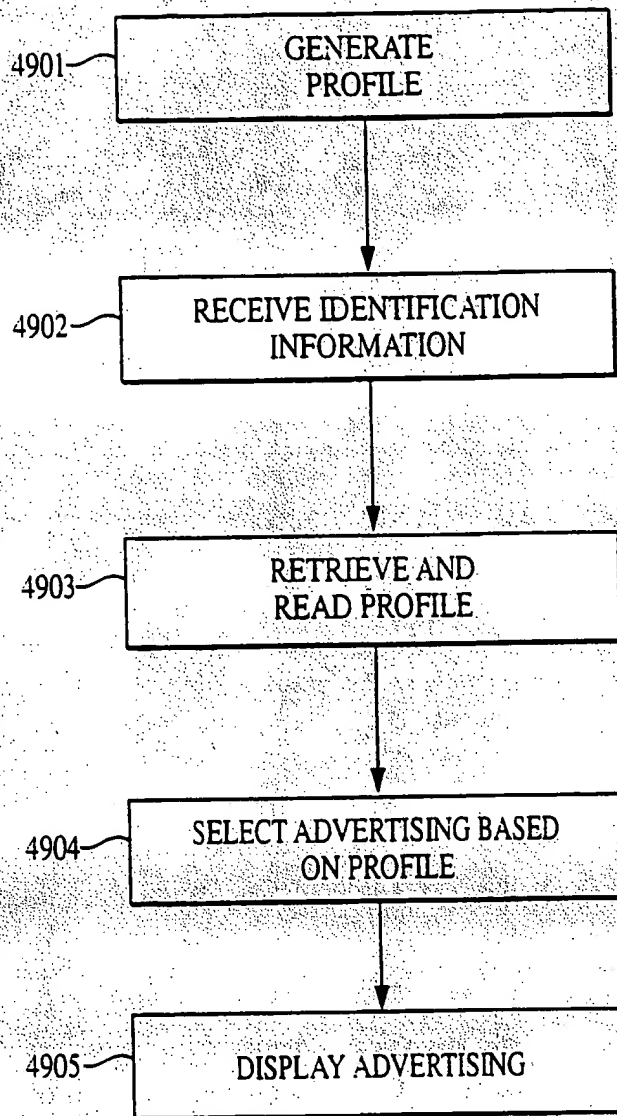 4901
GENERATE
PROFILE
4902
RECEIVE IDENTIFICATION
INFORMATION
4903
RETRIEVE AND
READ PROFILE
4904
SELECT ADVERTISING BASED
ON PROFILE
4905
DISPLAY ADVERTISING